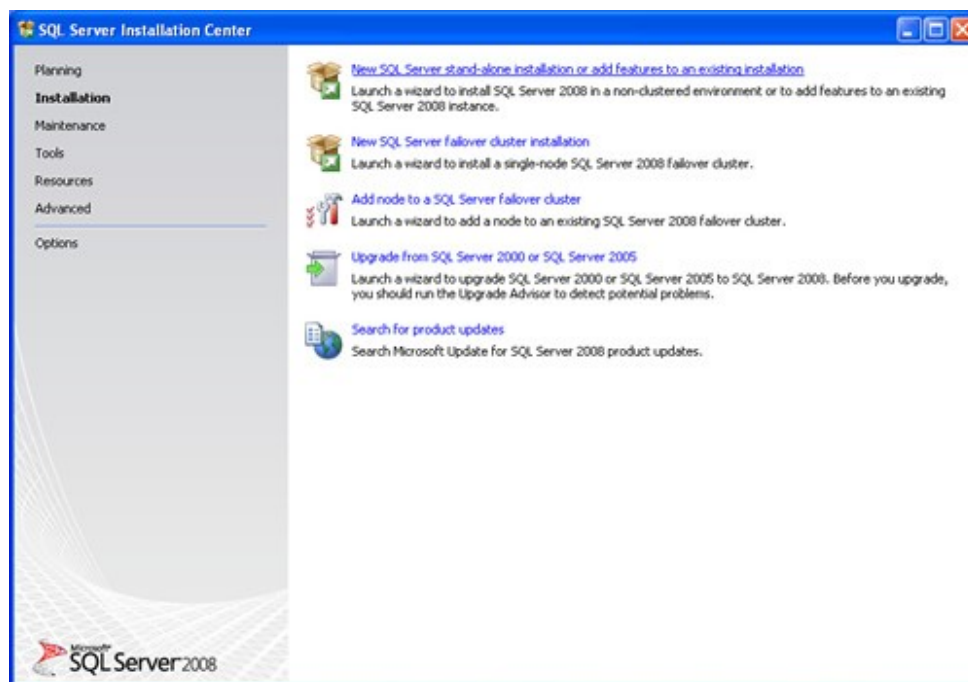 SQL Server Installation Center
Planning
Installation
Maintenance
Tools
Resources
Advanced
Options
New SQL Server stand-alone installation or add features to an existing installation
Launch a wizard to install SQL Server 2008 in a non-clustered environment or to add features to an existing
SQL Server 2008 instance.
New SQL Server failover cluster installation
Launch a wizard to install a single-node SQL Server 2008 failover cluster.
Add node to a SQL Server failover cluster
Launch a wizard to add a node to an existing SQL Server 2008 failover cluster.
Upgrade from SQL Server 2000 or SQL Server 2005
Launch a wizard to upgrade SQL Server 2000 or SQL Server 2005 to SQL Server 2008. Before you upgrade,
you should run the Upgrade Advisor to detect potential problems.
Search for product updates
Search Microsoft Update for SQL Server 2008 product updates.
Microsoft
SQL Server 2008